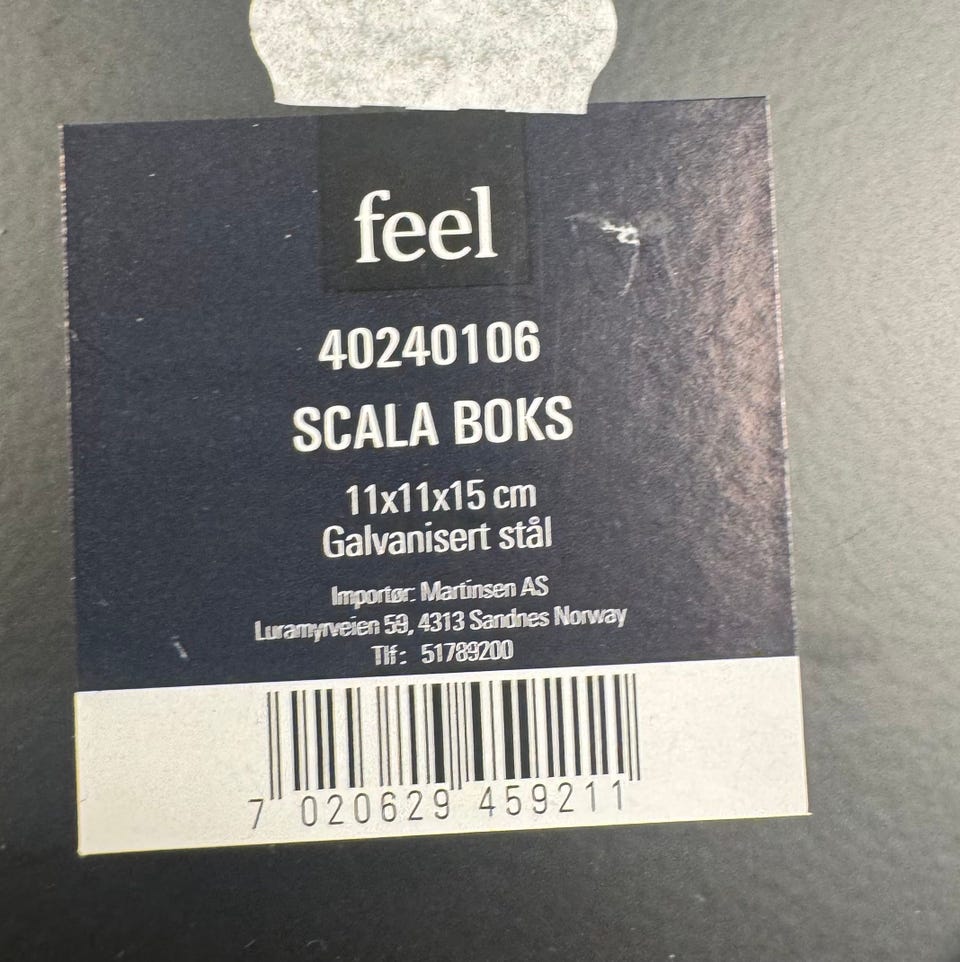 feel
40240106
SCALA BOKS
11x11x15 cm
Galvanisert stål
Importør: Martinsen AS
Luramyrveien 59, 4313 Sandnes Norway
Tlf: 51789200
7 020629 459211